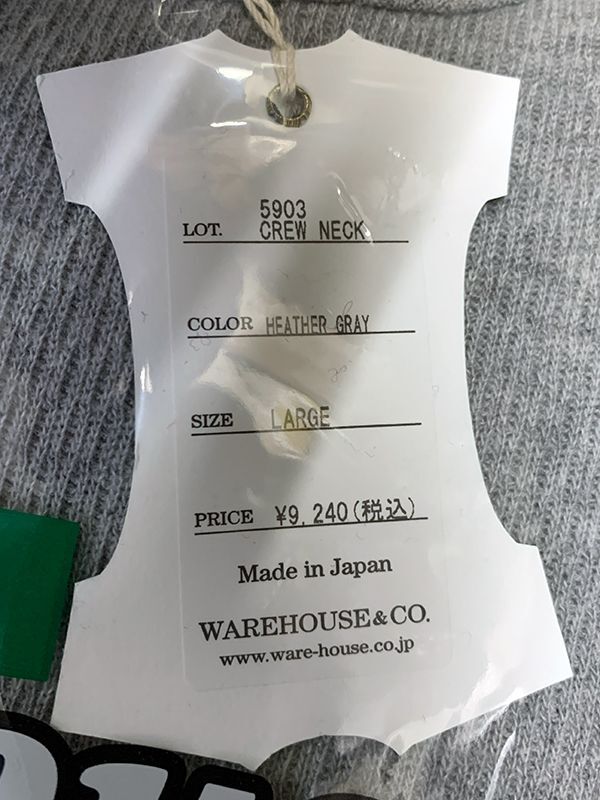 5903
LOT. CREW NECK
COLOR HEATHER GRAY
SIZE LARGE
PRICE ¥9,240(税込)
Made in Japan
WAREHOUSE&CO.
www.ware-house.co.jp